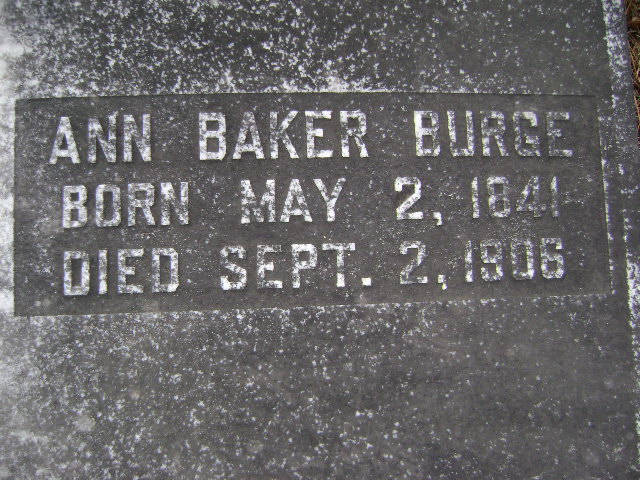 ANN BAKER BURGE
BORN MAY 2, 1841
DIED SEPT. 2, 1906